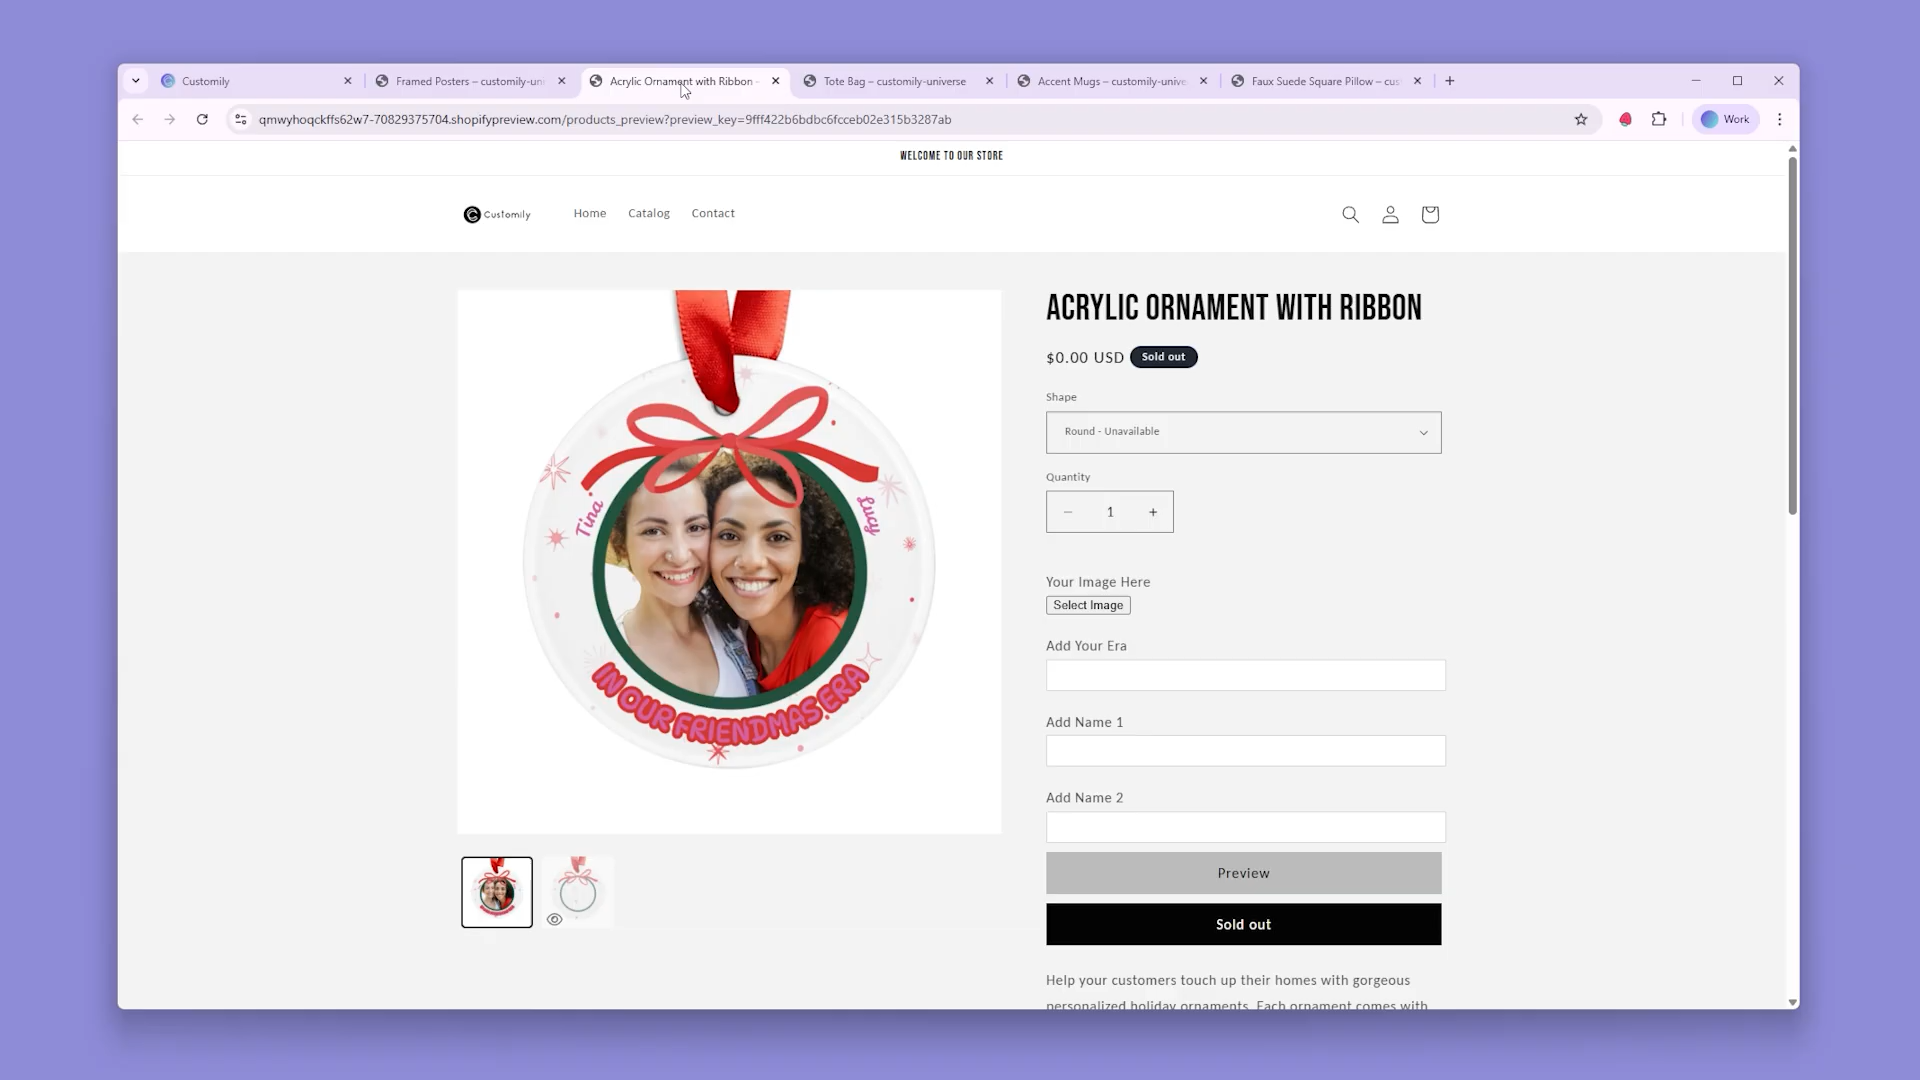 Customily
Framed Posters – customily-uni
Acrylic Ornament with Ribbon –
Tote Bag – customily-universe
Accent Mugs – customily-unive
Faux Suede Square Pillow – cus
qmwyhoqckffs62w7-70829375704.shopifypreview.com/products_preview?preview_key=9fff422b6bdbc6fcceb02e315b3287ab
Work
WELCOME TO OUR STORE
Customily
Home
Catalog
Contact
ACRYLIC ORNAMENT WITH RIBBON
$0.00 USD
Sold out
Shape
Round - Unavailable
Quantity
1
Tina
Lucy
IN OUR FRIENDMAS ERA
Your Image Here
Select Image
Add Your Era
Add Name 1
Add Name 2
Preview
Sold out
Help your customers touch up their homes with gorgeous
personalized holiday ornaments. Each ornament comes with